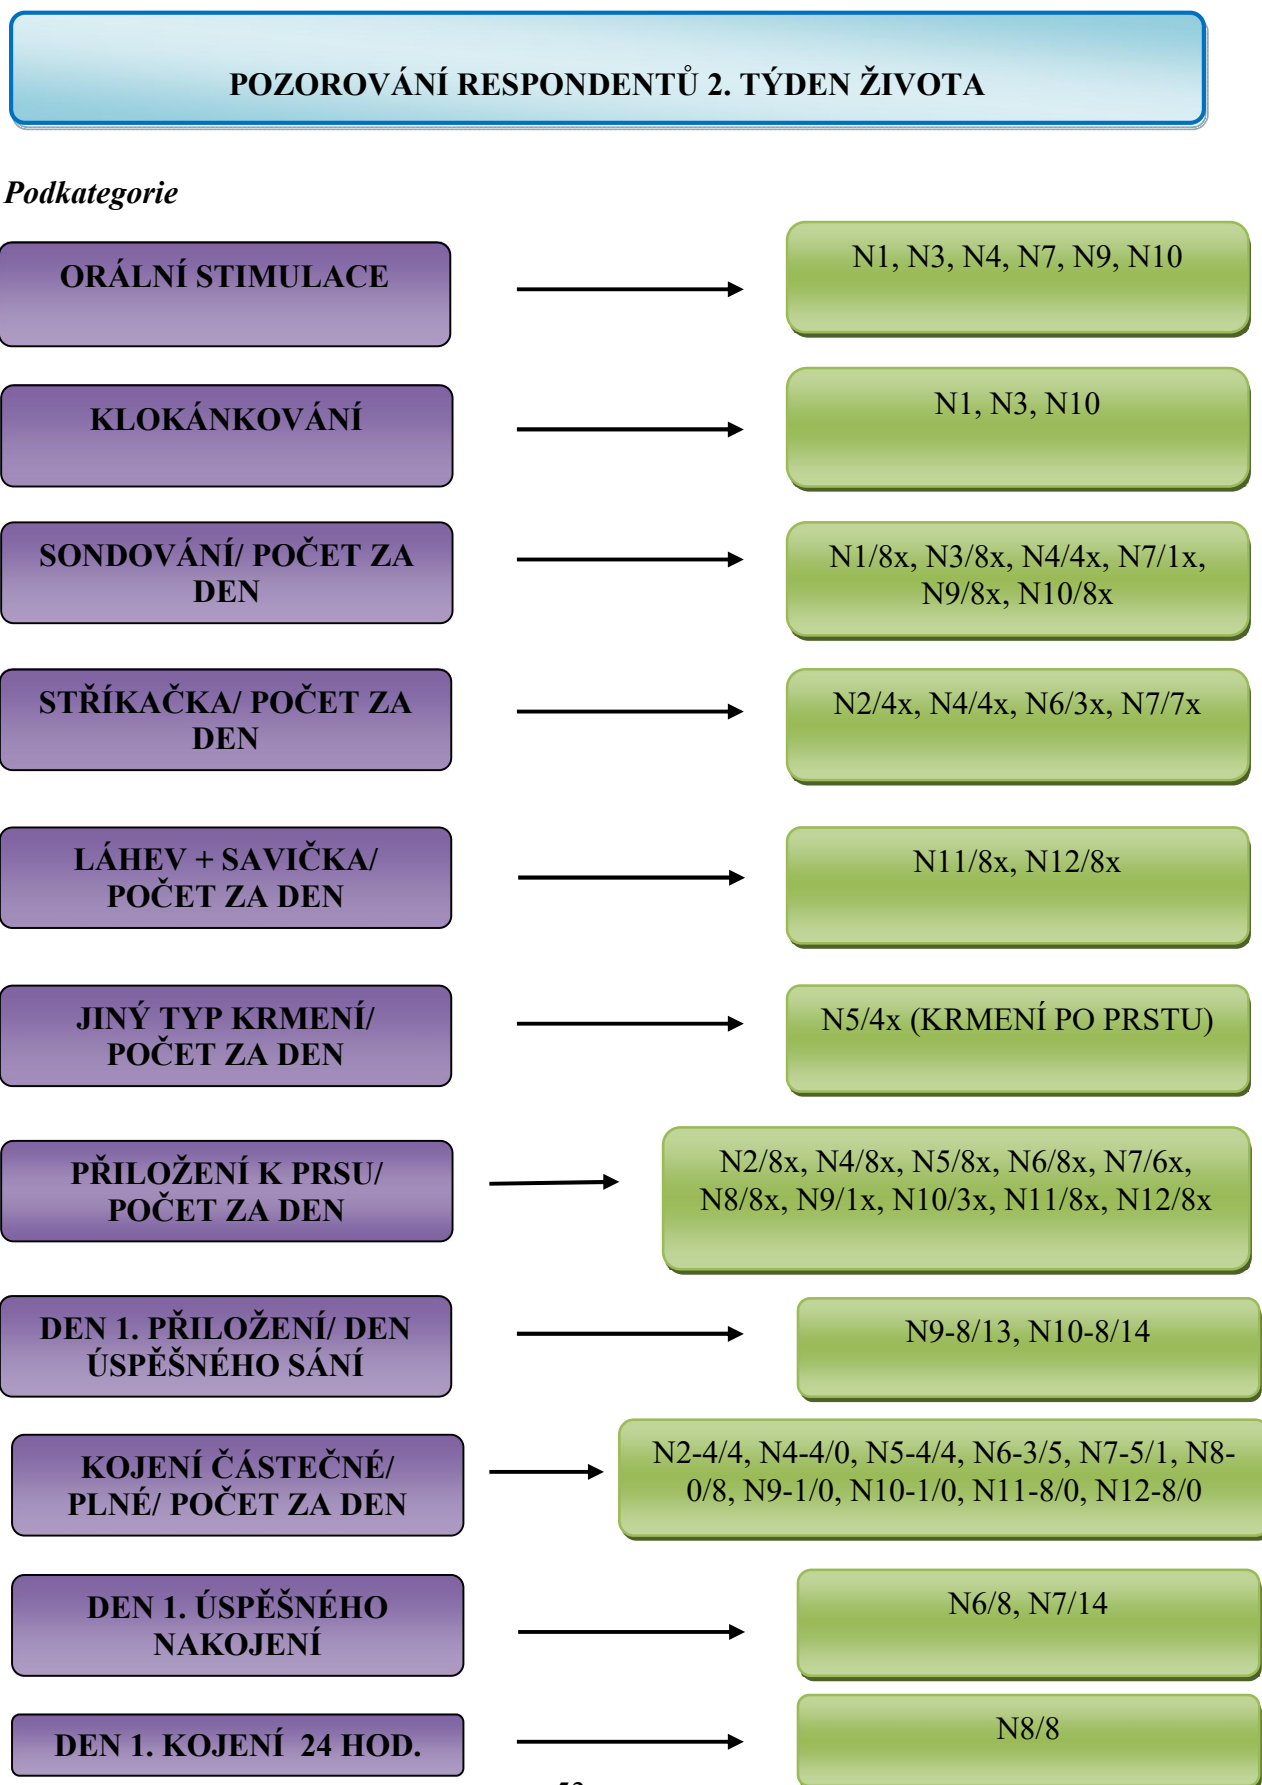 POZOROVÁNÍ RESPONDENTŮ 2. TÝDEN ŽIVOTA
Podkategorie
ORÁLNÍ STIMULACE
N1, N3, N4, N7, N9, N10
KLOKÁNKOVÁNÍ
N1, N3, N10
SONDOVÁNÍ/ POČET ZA
DEN
N1/8x, N3/8x, N4/4x, N7/1x,
N9/8x, N10/8x
STŘÍKAČKA/ POČET ZA
DEN
N2/4x, N4/4x, N6/3x, N7/7x
LÁHEV + SAVIČKA/
POČET ZA DEN
N11/8x, N12/8x
JINÝ TYP KRMENÍ/
POČET ZA DEN
N5/4x (KRMENÍ PO PRSTU)
PŘILOŽENÍ K PRSU/
POČET ZA DEN
N2/8x, N4/8x, N5/8x, N6/8x, N7/6x,
N8/8x, N9/1x, N10/3x, N11/8x, N12/8x
DEN 1. PŘILOŽENÍ/ DEN
ÚSPĚŠNÉHO SÁNÍ
N9-8/13, N10-8/14
KOJENÍ ČÁSTEČNÉ/
PLNÉ/ POČET ZA DEN
N2-4/4, N4-4/0, N5-4/4, N6-3/5, N7-5/1, N8-
0/8, N9-1/0, N10-1/0, N11-8/0, N12-8/0
DEN 1. ÚSPĚŠNÉHO
NAKOJENÍ
N6/8, N7/14
DEN 1. KOJENÍ 24 HOD.
N8/8